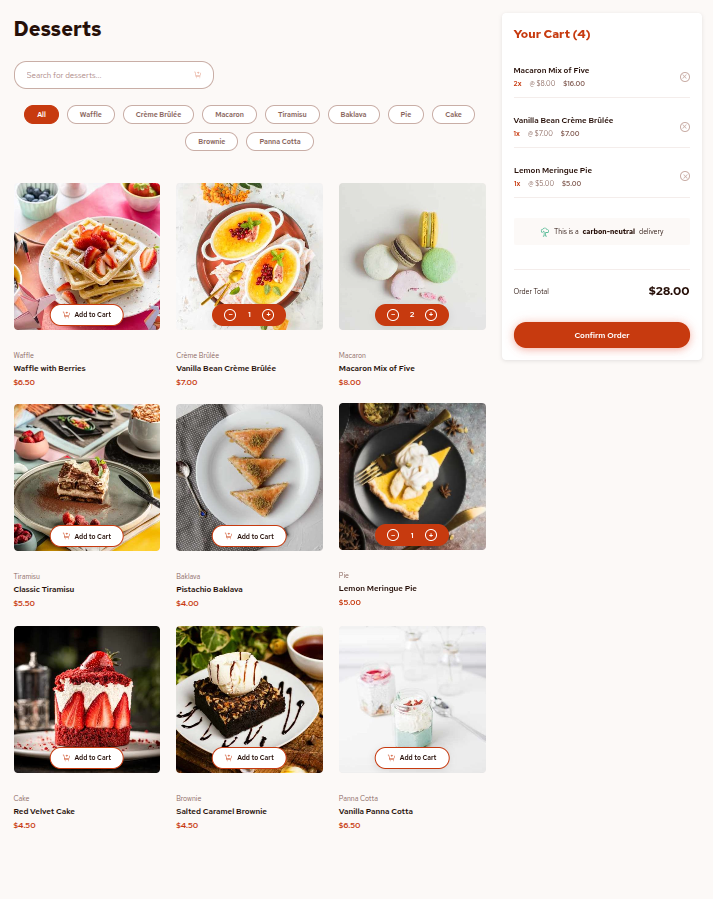 Desserts
Search for desserts...
All
Waffle
Crème Brûlée
Macaron
Tiramisu
Baklava
Pie
Cake
Brownie
Panna Cotta
Add to Cart
1
2
Waffle
Waffle with Berries
$6.50
Crème Brûlée
Vanilla Bean Crème Brûlée
$7.00
Macaron
Macaron Mix of Five
$8.00
Add to Cart
Add to Cart
1
Tiramisu
Classic Tiramisu
$5.50
Baklava
Pistachio Baklava
$4.00
Pie
Lemon Meringue Pie
$5.00
Add to Cart
Add to Cart
Add to Cart
Cake
Red Velvet Cake
$4.50
Brownie
Salted Caramel Brownie
$4.50
Panna Cotta
Vanilla Panna Cotta
$6.50
Your Cart (4)
Macaron Mix of Five
2x @ $8.00 $16.00
Vanilla Bean Crème Brûlée
1x @ $7.00 $7.00
Lemon Meringue Pie
1x @ $5.00 $5.00
This is a carbon-neutral delivery
Order Total $28.00
Confirm Order